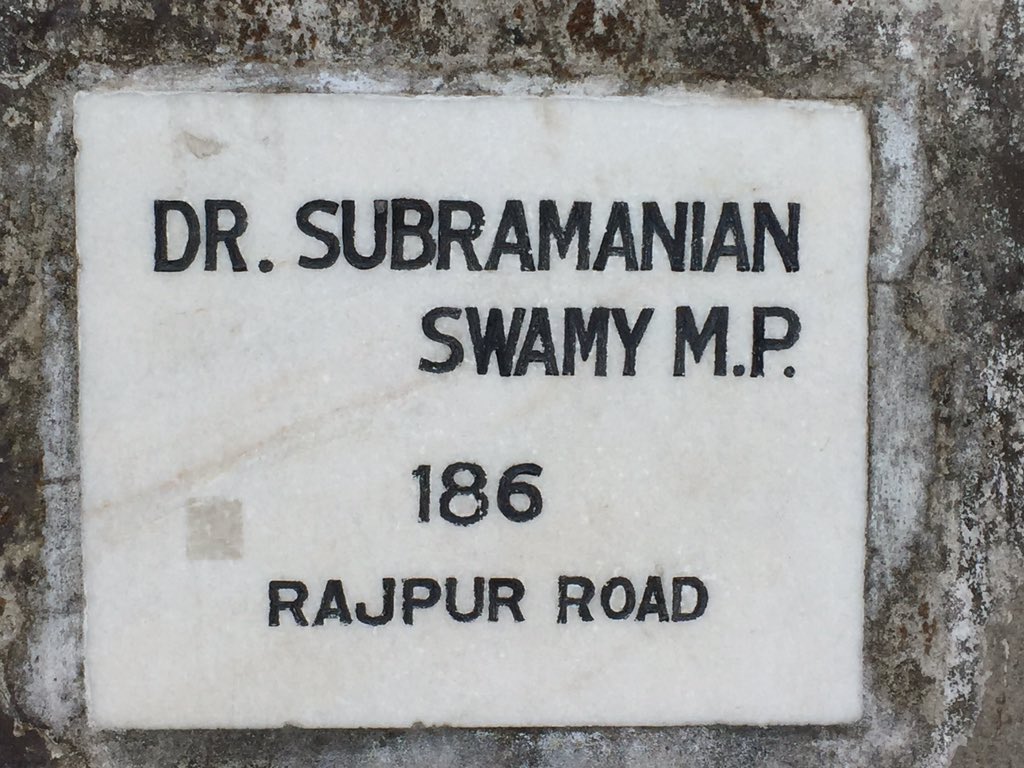 DR. SUBRAMANIAN
SWAMY M.P.
186
RAJPUR ROAD